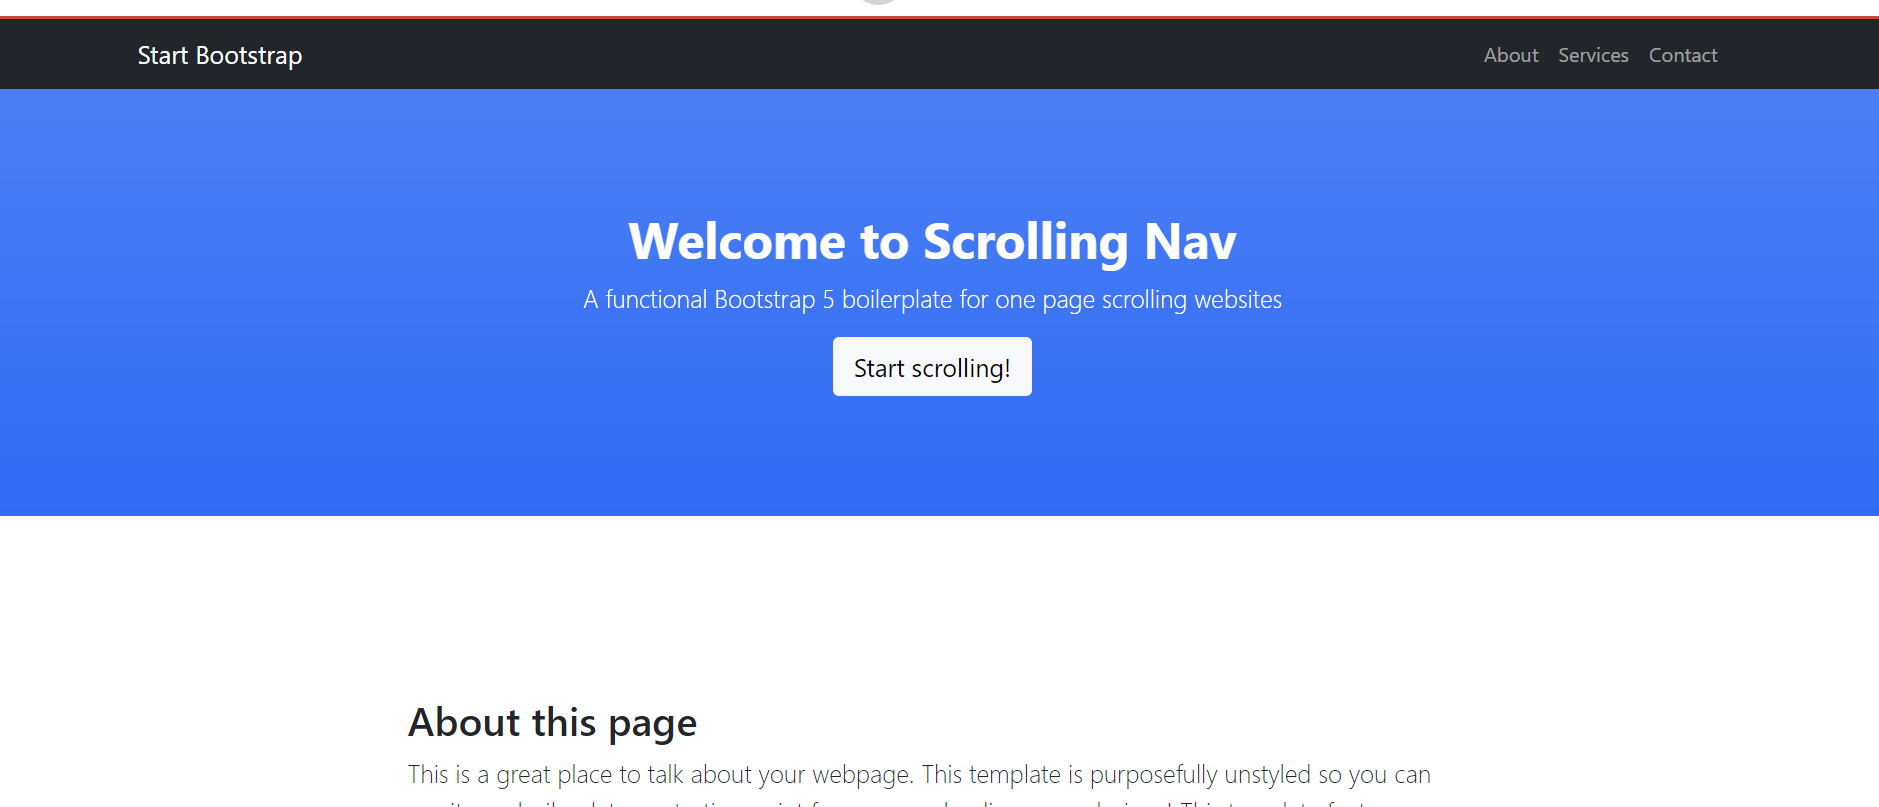 Start Bootstrap
About Services Contact
Welcome to Scrolling Nav
A functional Bootstrap 5 boilerplate for one page scrolling websites
Start scrolling!
About this page
This is a great place to talk about your webpage. This template is purposefully unstyled so you can